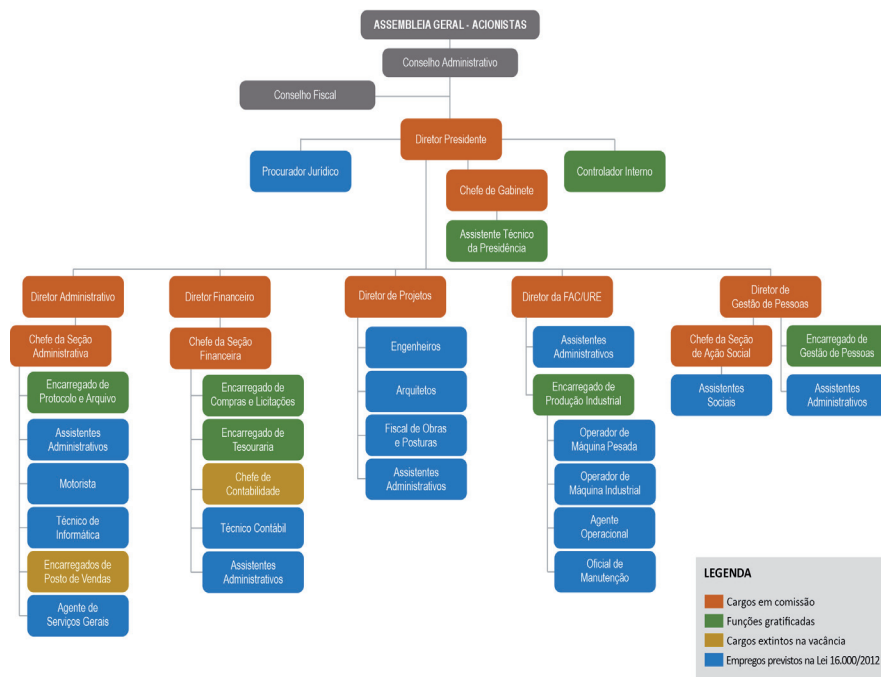 ASSEMBLEIA GERAL - ACIONISTAS
Conselho Administrativo
Conselho Fiscal
Diretor Presidente
Procurador Jurídico
Controlador Interno
Chefe de Gabinete
Assistente Técnico
da Presidência
Diretor Administrativo
Chefe da Seção
Administrativa
Encarregado de
Protocolo e Arquivo
Assistentes
Administrativos
Motorista
Técnico de
Informática
Encarregados de
Posto de Vendas
Agente de
Serviços Gerais
Diretor Financeiro
Chefe da Seção
Financeira
Encarregado de
Compras e Licitações
Encarregado de
Tesouraria
Chefe de
Contabilidade
Técnico Contábil
Assistentes
Administrativos
Diretor de Projetos
Engenheiros
Arquitetos
Fiscal de Obras
e Posturas
Assistentes
Administrativos
Diretor da FAC/URE
Assistentes
Administrativos
Encarregado de
Produção Industrial
Operador de
Máquina Pesada
Operador de
Máquina Industrial
Agente
Operacional
Oficial de
Manutenção
Diretor de
Gestão de Pessoas
Chefe da Seção
de Ação Social
Assistentes
Sociais
Encarregado de
Gestão de Pessoas
Assistentes
Administrativos
LEGENDA
Cargos em comissão
Funções gratificadas
Cargos extintos na vacância
Empregos previstos na Lei 16.000/2012